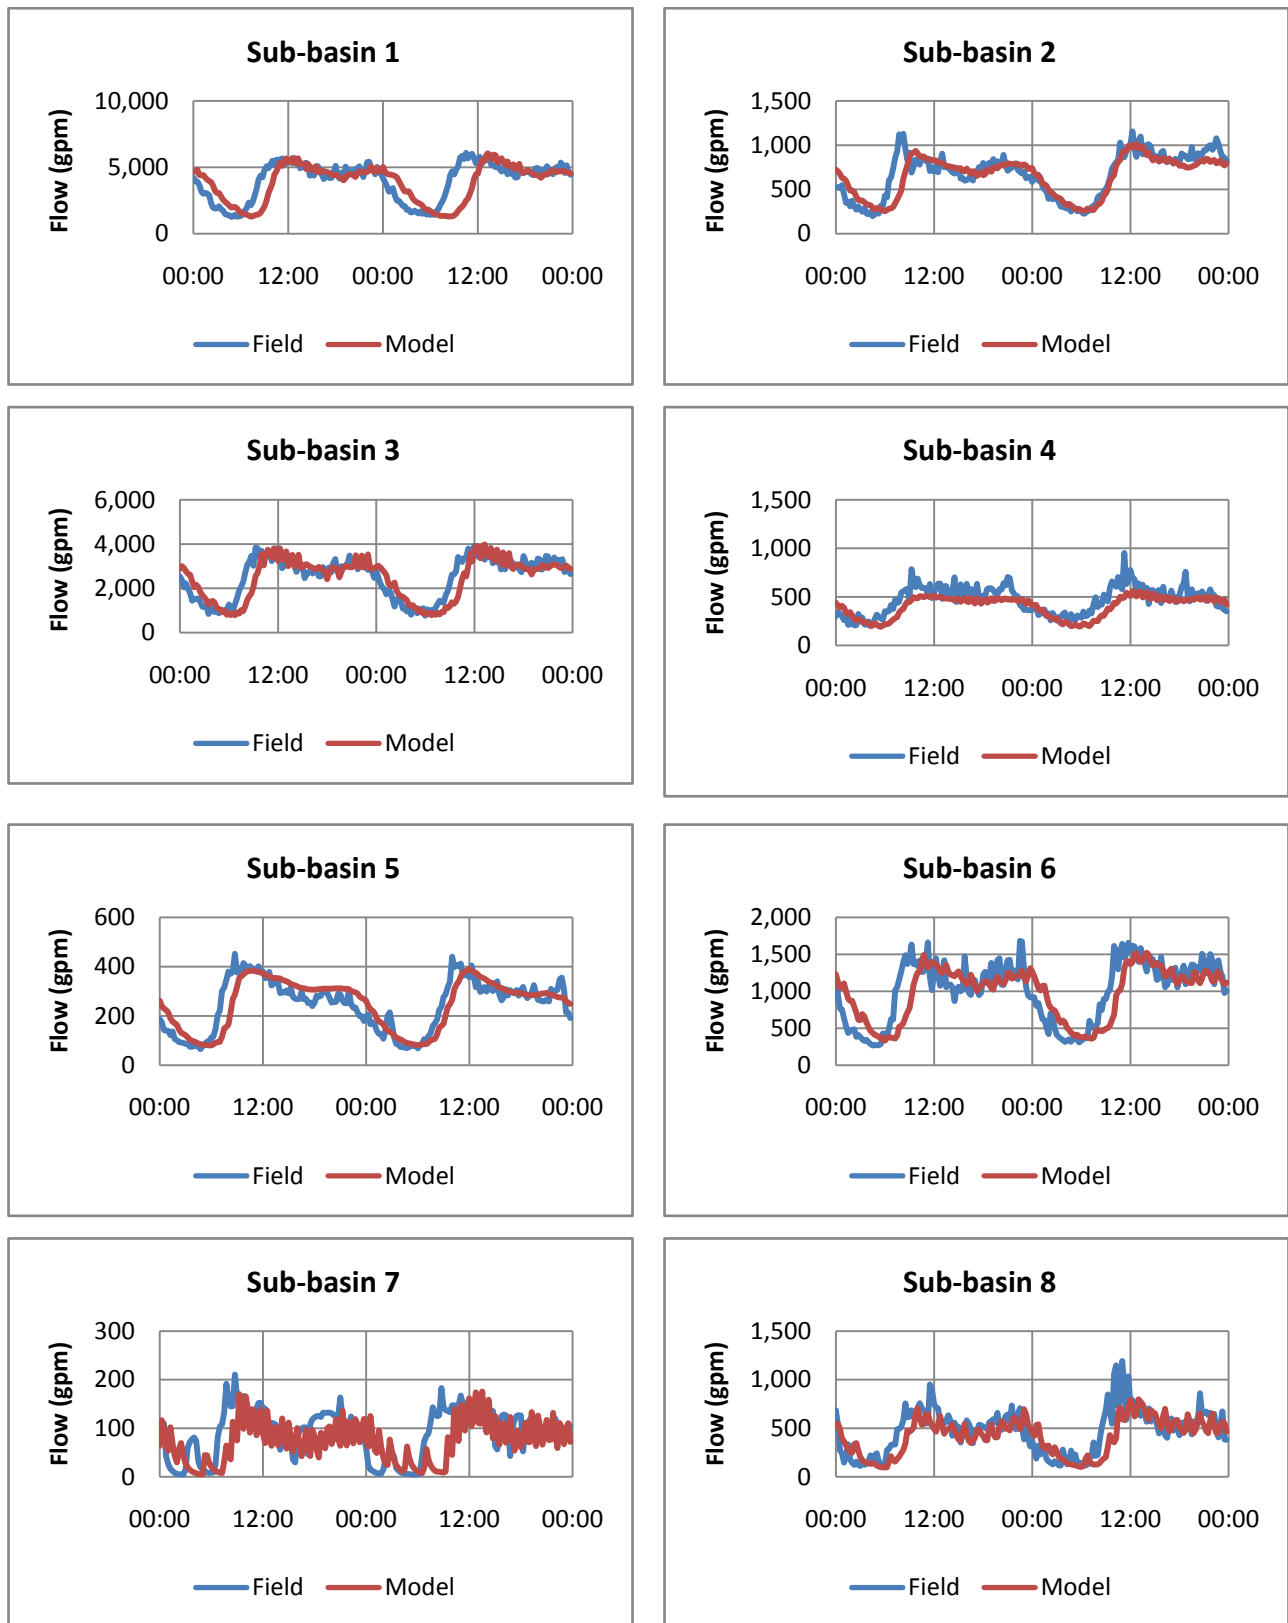 Sub-basin 1
Flow (gpm)
10,000
5,000
0
00:00 12:00 00:00 12:00 00:00
Field Model
Sub-basin 2
Flow (gpm)
1,500
1,000
500
0
00:00 12:00 00:00 12:00 00:00
Field Model
Sub-basin 3
Flow (gpm)
6,000
4,000
2,000
0
00:00 12:00 00:00 12:00 00:00
Field Model
Sub-basin 4
Flow (gpm)
1,500
1,000
500
0
00:00 12:00 00:00 12:00 00:00
Field Model
Sub-basin 5
Flow (gpm)
600
400
200
0
00:00 12:00 00:00 12:00 00:00
Field Model
Sub-basin 6
Flow (gpm)
2,000
1,500
1,000
500
0
00:00 12:00 00:00 12:00 00:00
Field Model
Sub-basin 7
Flow (gpm)
300
200
100
0
00:00 12:00 00:00 12:00 00:00
Field Model
Sub-basin 8
Flow (gpm)
1,500
1,000
500
0
00:00 12:00 00:00 12:00 00:00
Field Model